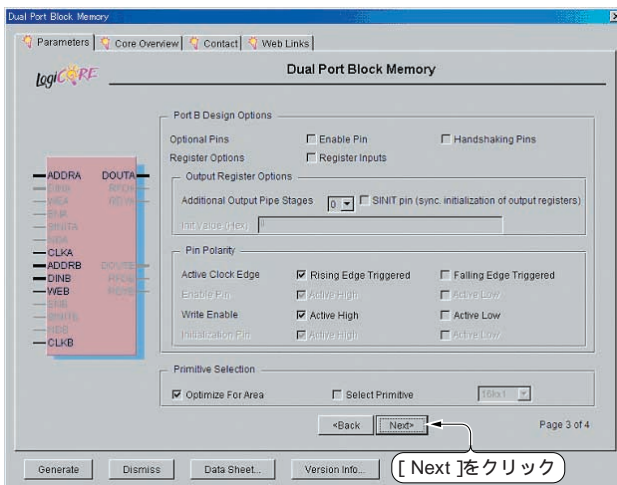 Dual Port Block Memory
Parameters Core Overview Contact Web Links
LogiCORE
Dual Port Block Memory
Port B Design Options
Optional Pins Enable Pin Handshaking Pins
Register Options Register Inputs
Output Register Options
Additional Output Pipe Stages 0 SINIT pin (sync. initialization of output registers)
Init Value (Hex)
Pin Polarity
Active Clock Edge Rising Edge Triggered Falling Edge Triggered
Enable Pin Active High Active Low
Write Enable Active High Active Low
Initialization Pin Active High Active Low
Primitive Selection
Optimize For Area Select Primitive 16kx1
ADDRA DOUTA
CLKA
ADDRB DOUTB
DINB
WEB
CLKB
<Back Next> Page 3 of 4
Generate Dismiss Data Sheet... Version Info...
[ Next ]をクリック